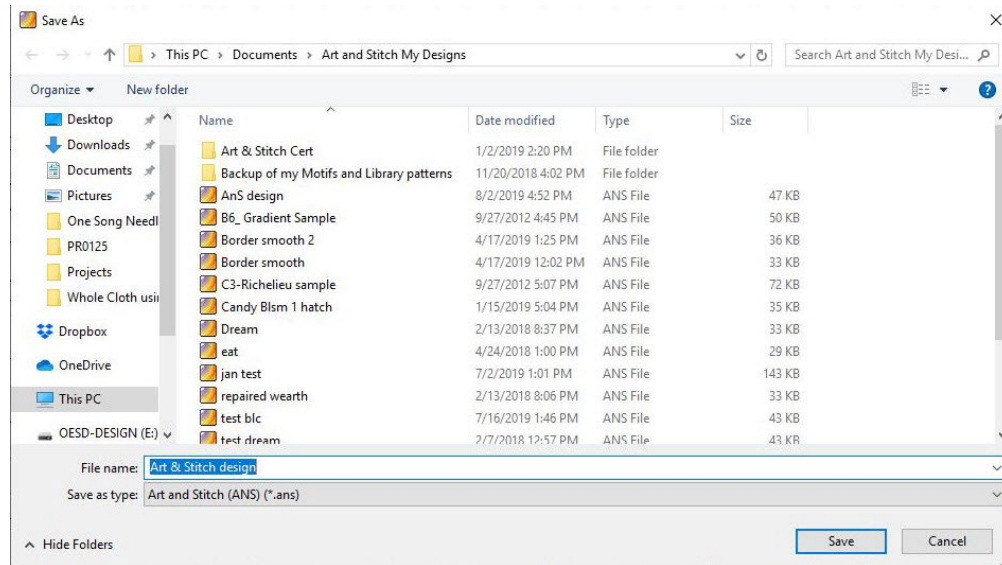 Save As
This PC > Documents > Art and Stitch My Designs
Search Art and Stitch My Desi...
Organize
New folder
Name Date modified Type Size
Desktop
Downloads
Documents
Pictures
One Song Needl
PR0125
Projects
Whole Cloth usi
Dropbox
OneDrive
This PC
OESD-DESIGN (E:)
Art & Stitch Cert 1/2/2019 2:20 PM File folder
Backup of my Motifs and Library patterns 11/20/2018 4:02 PM File folder
AnS design 8/2/2019 4:52 PM ANS File 47 KB
B6_ Gradient Sample 9/27/2012 4:45 PM ANS File 50 KB
Border smooth 2 4/17/2019 1:25 PM ANS File 36 KB
Border smooth 4/17/2019 12:02 PM ANS File 33 KB
C3-Richelieu sample 9/27/2012 5:07 PM ANS File 72 KB
Candy Blsm 1 hatch 1/15/2019 5:04 PM ANS File 35 KB
Dream 2/13/2018 8:37 PM ANS File 33 KB
eat 4/24/2018 1:00 PM ANS File 29 KB
jan test 7/2/2019 1:01 PM ANS File 143 KB
repaired wearth 2/13/2018 8:06 PM ANS File 33 KB
test blc 7/16/2019 1:46 PM ANS File 43 KB
test dream 2/7/2018 12:57 PM ANS File 43 KB
File name: Art & Stitch design
Save as type: Art and Stitch (ANS) (*.ans)
Hide Folders
Save
Cancel